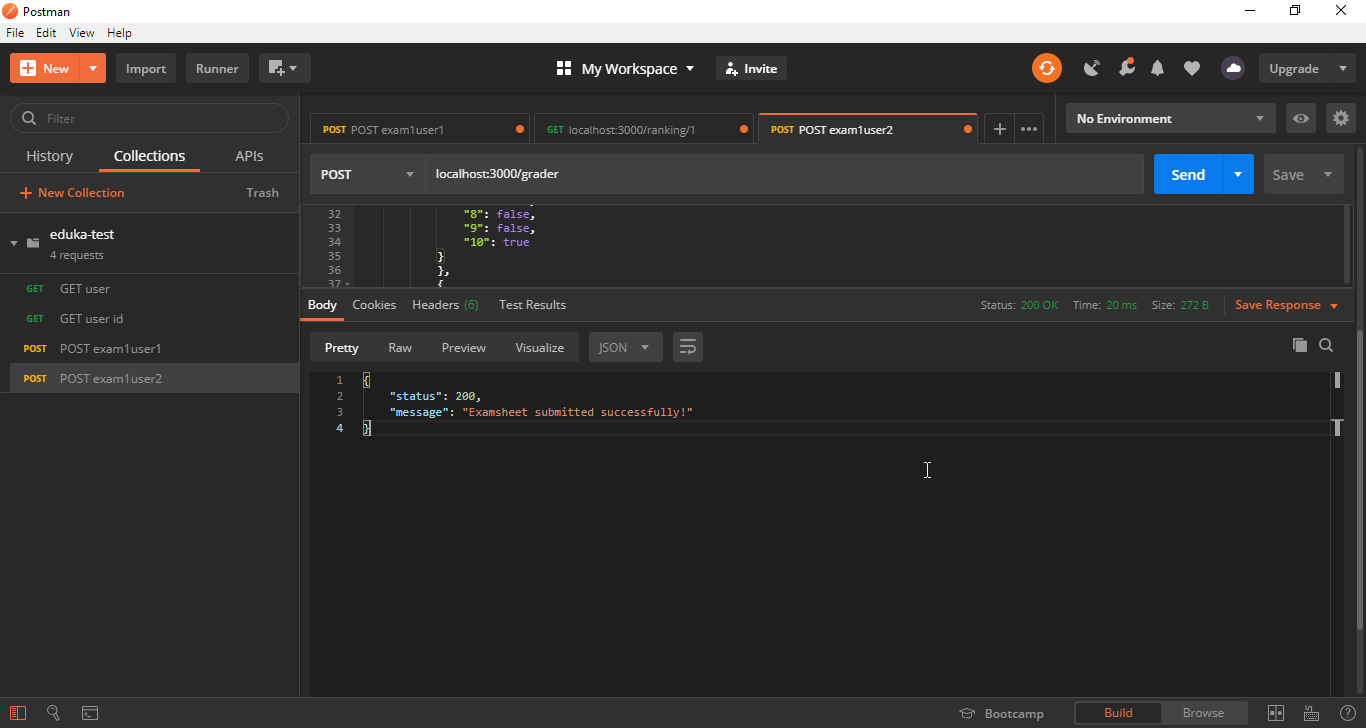 Postman
File Edit View Help
New Import Runner My Workspace Invite Upgrade
Filter
History Collections APIs
+ New Collection Trash
eduka-test
4 requests
GET GET user
GET GET user id
POST POST exam1user1
POST POST exam1user2
POST POST exam1user1 GET localhost:3000/ranking/1 POST POST exam1user2 No Environment
POST localhost:3000/grader Send Save
32 "8": false,
33 "9": false,
34 "10": true
35 }
36 },
37 {
Body Cookies Headers (6) Test Results Status: 200 OK Time: 20 ms Size: 272 B Save Response
Pretty Raw Preview Visualize JSON
1 {
2 "status": 200,
3 "message": "Examsheet submitted successfully!"
4 }
Bootcamp Build Browse